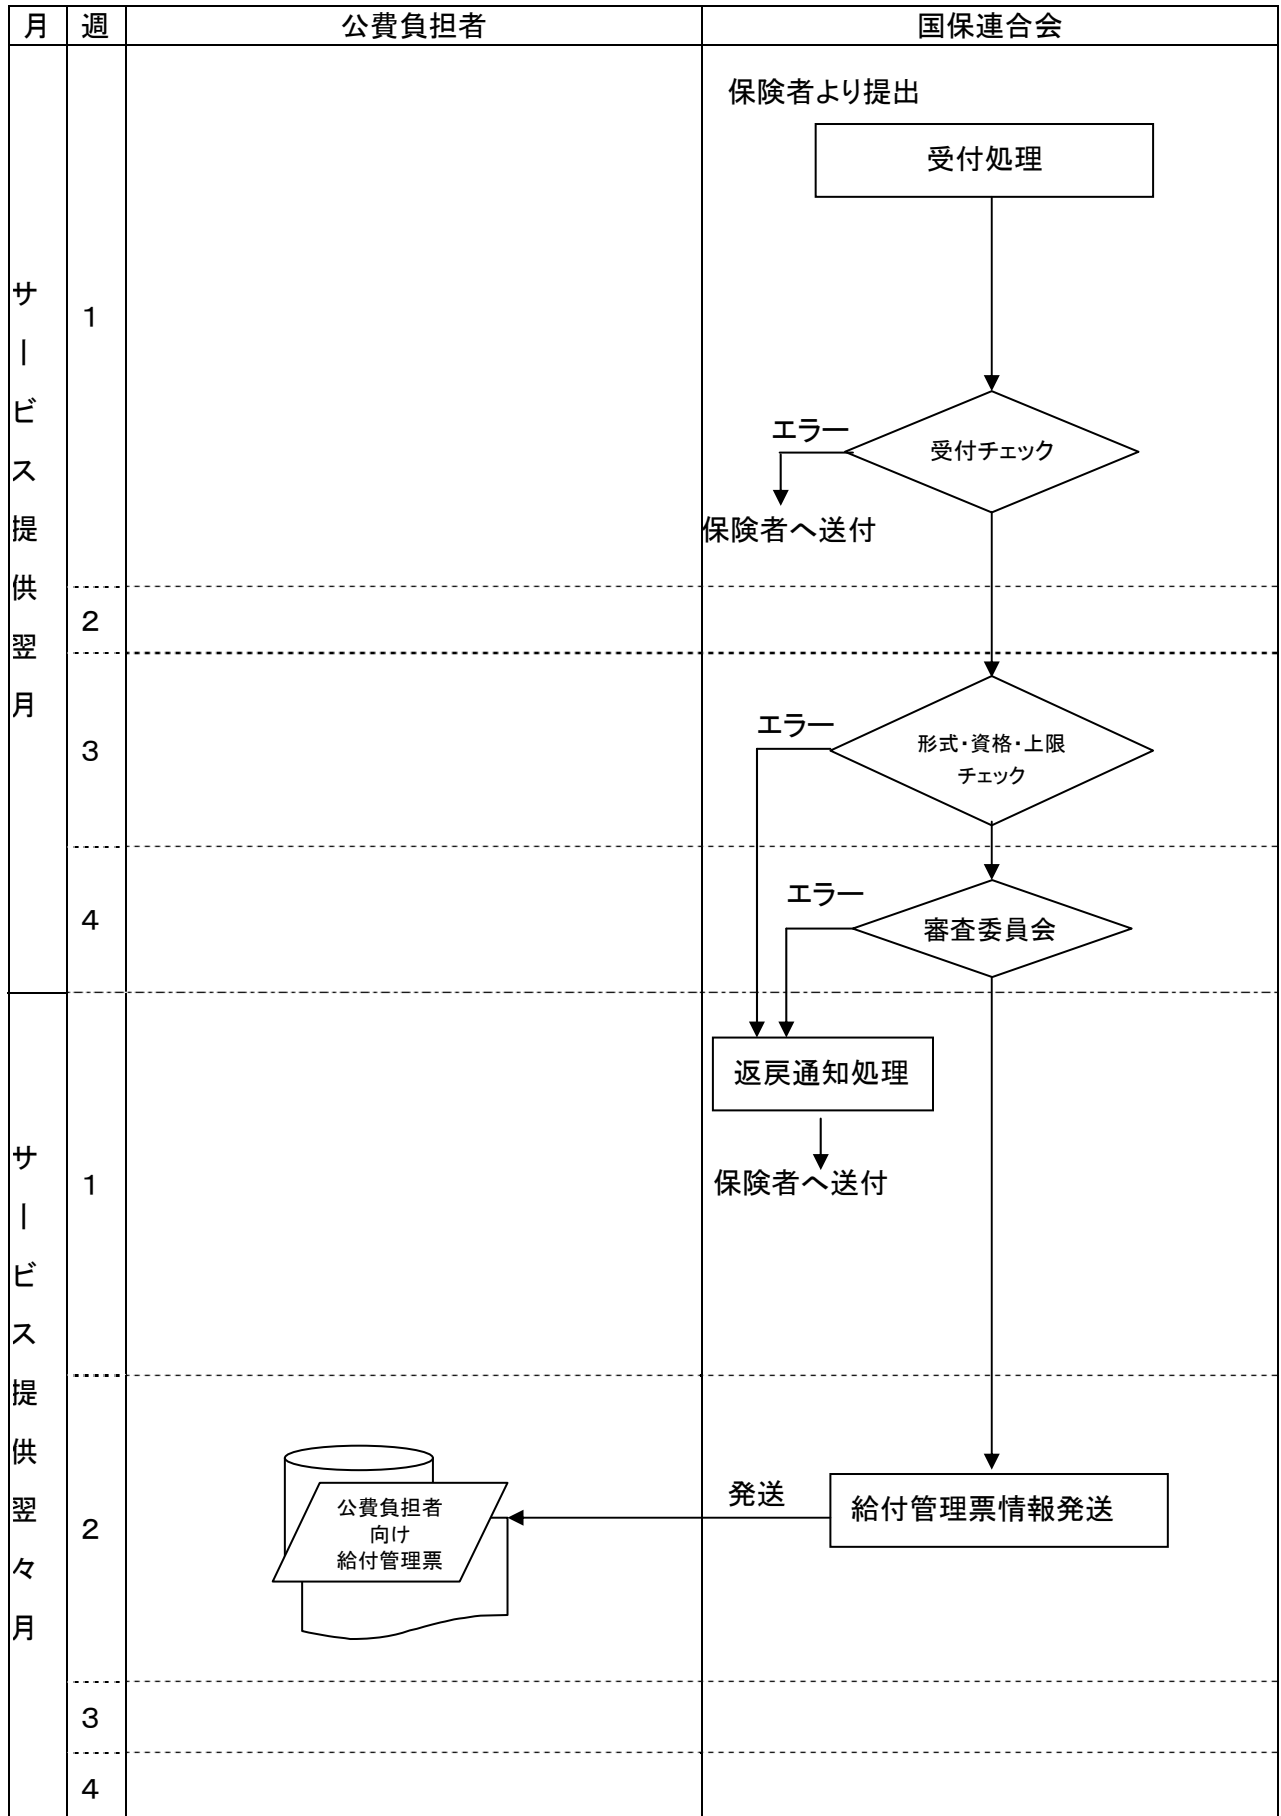 月 週 公費負担者 国保連合会
サービス提供翌月
1
保険者より提出
受付処理
受付チェック
エラー
保険者へ送付
2
3
エラー
形式・資格・上限
チェック
4
エラー
審査委員会
サービス提供翌々月
1
返戻通知処理
保険者へ送付
2
公費負担者
向け
給付管理票
発送
給付管理票情報発送
3
4